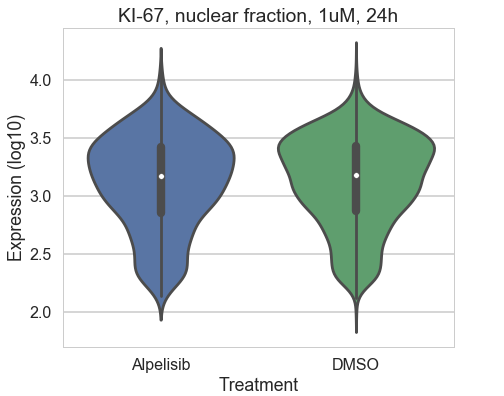 KI-67, nuclear fraction, 1uM, 24h
Expression (log10)
4.0
3.5
3.0
2.5
2.0
Alpelisib DMSO
Treatment